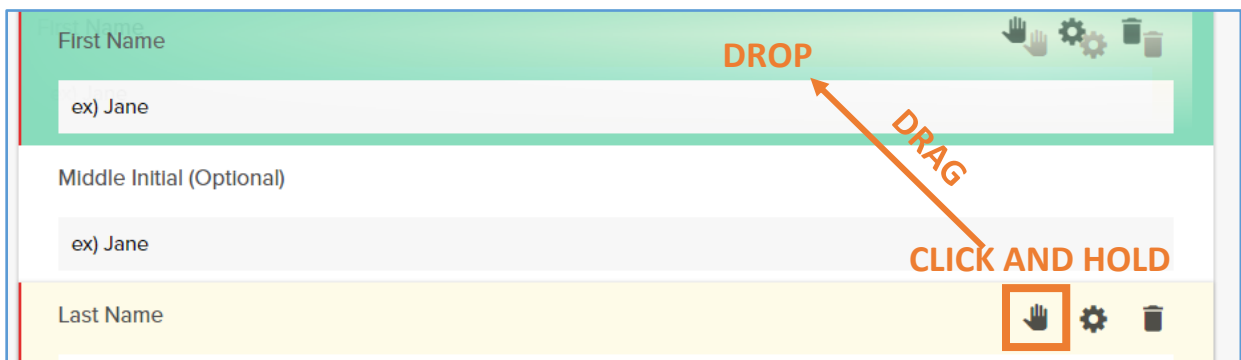 First Name
DROP
ex) Jane
DRAG
Middle Initial (Optional)
ex) Jane
CLICK AND HOLD
Last Name